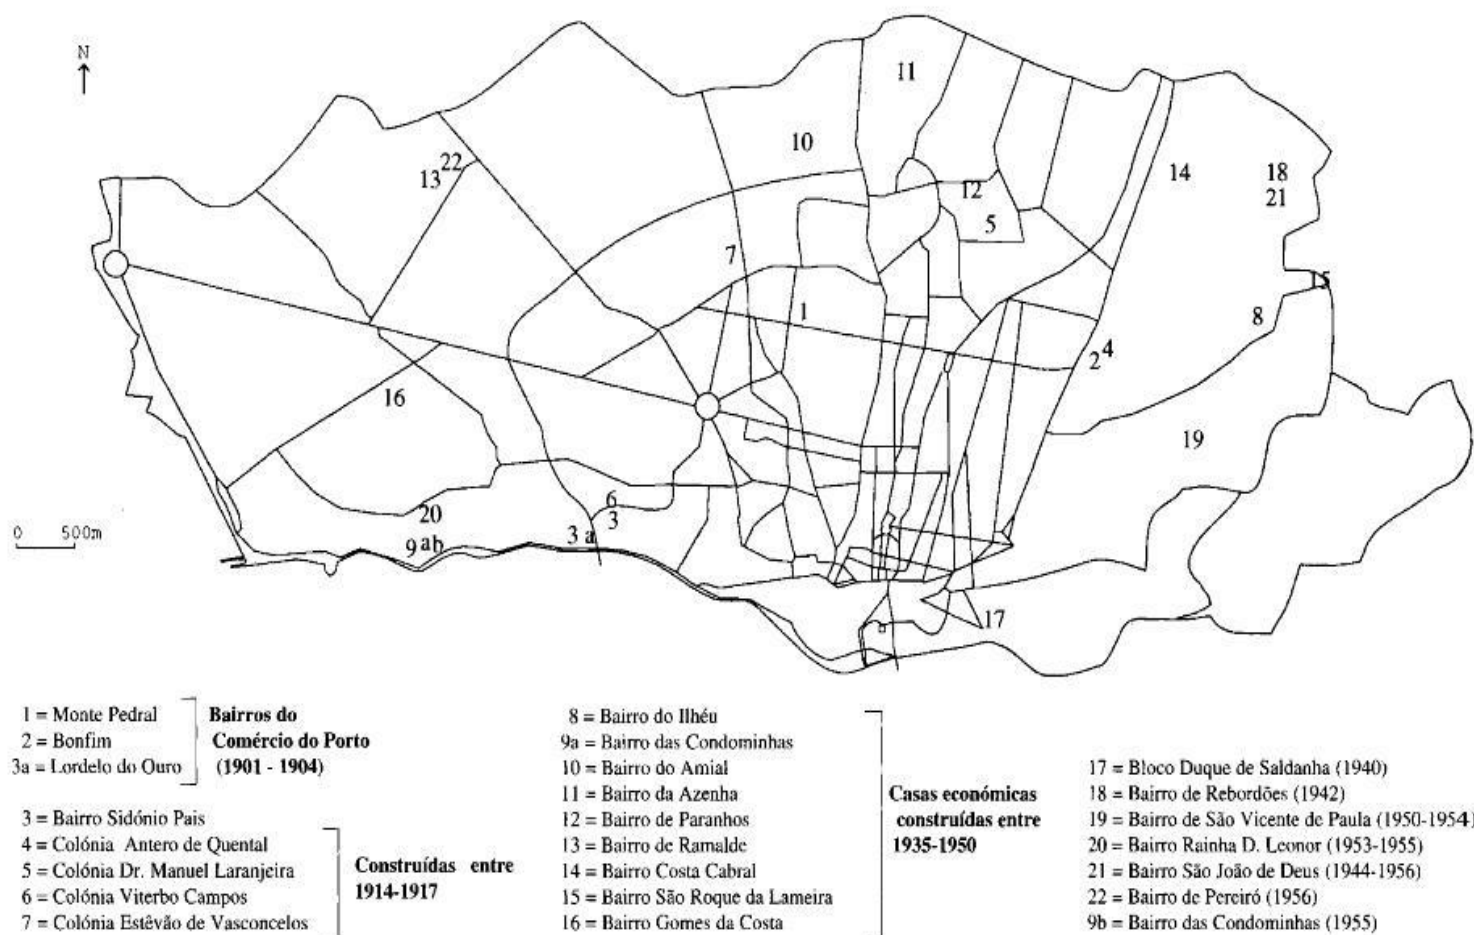 N
11
10
22
13
12
14
18
21
5
7
15
1
8
4
2
16
19
6
20
3
0 500m
3 a
9 ab
17
1 = Monte Pedral
2 = Bonfim
3a = Lordelo do Ouro
Bairros do
Comércio do Porto
(1901 - 1904)
3 = Bairro Sidónio Pais
4 = Colónia Antero de Quental
5 = Colónia Dr. Manuel Laranjeira
6 = Colónia Viterbo Campos
7 = Colónia Estêvão de Vasconcelos
Construídas entre
1914-1917
8 = Bairro do Ilhéu
9a = Bairro das Condominhas
10 = Bairro do Amial
11 = Bairro da Azenha
12 = Bairro de Paranhos
13 = Bairro de Ramalde
14 = Bairro Costa Cabral
15 = Bairro São Roque da Lameira
16 = Bairro Gomes da Costa
Casas económicas
construídas entre
1935-1950
17 = Bloco Duque de Saldanha (1940)
18 = Bairro de Rebordões (1942)
19 = Bairro de São Vicente de Paula (1950-1954)
20 = Bairro Rainha D. Leonor (1953-1955)
21 = Bairro São João de Deus (1944-1956)
22 = Bairro de Pereiró (1956)
9b = Bairro das Condominhas (1955)